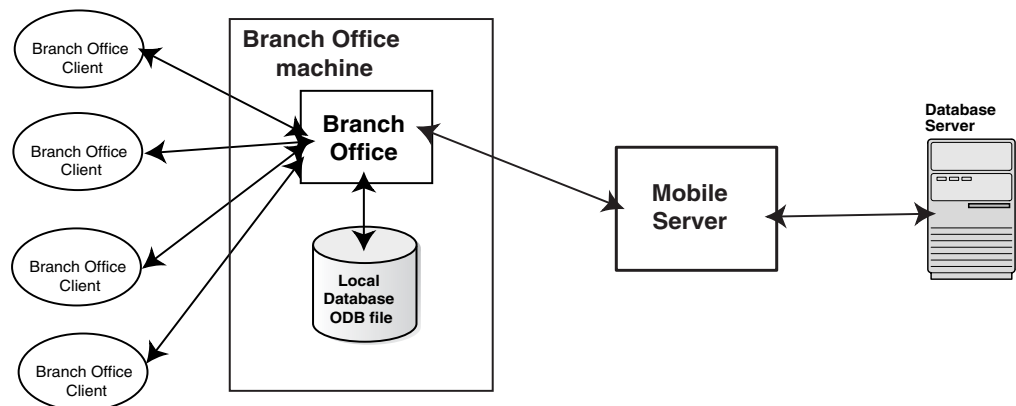 Branch Office
Client
Branch Office
Client
Branch Office
Client
Branch Office
Client
Branch Office
machine
Branch
Office
Local
Database
ODB file
Mobile
Server
Database
Server